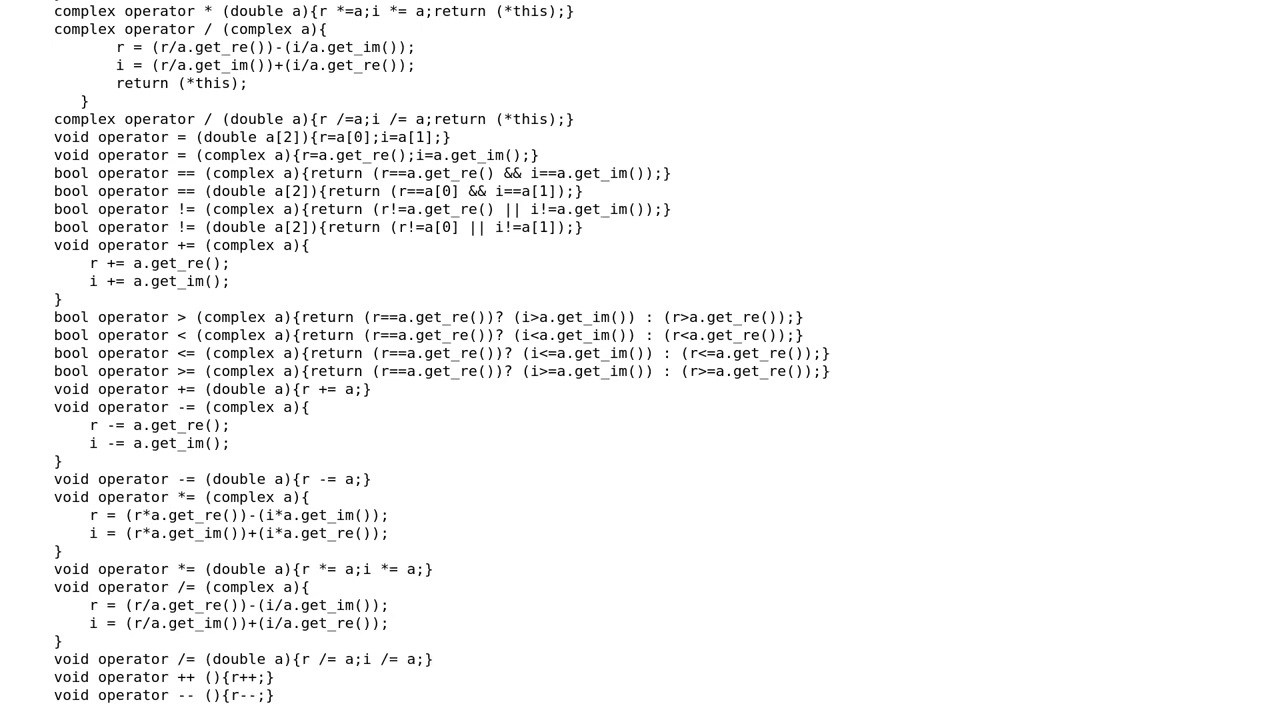 complex operator * (double a){r *=a;i *= a;return (*this);}
complex operator / (complex a){
r = (r/a.get_re())-(i/a.get_im());
i = (r/a.get_im())+(i/a.get_re());
return (*this);
}
complex operator / (double a){r /=a;i /= a;return (*this);}
void operator = (double a[2]){r=a[0];i=a[1];}
void operator = (complex a){r=a.get_re();i=a.get_im();}
bool operator == (complex a){return (r==a.get_re() && i==a.get_im());}
bool operator == (double a[2]){return (r==a[0] && i==a[1]);}
bool operator != (complex a){return (r!=a.get_re() || i!=a.get_im());}
bool operator != (double a[2]){return (r!=a[0] || i!=a[1]);}
void operator += (complex a){
r += a.get_re();
i += a.get_im();
}
bool operator > (complex a){return (r==a.get_re())? (i>a.get_im()) : (r>a.get_re());}
bool operator < (complex a){return (r==a.get_re())? (i<a.get_im()) : (r<a.get_re());}
bool operator <= (complex a){return (r==a.get_re())? (i<=a.get_im()) : (r<=a.get_re());}
bool operator >= (complex a){return (r==a.get_re())? (i>=a.get_im()) : (r>=a.get_re());}
void operator += (double a){r += a;}
void operator -= (complex a){
r -= a.get_re();
i -= a.get_im();
}
void operator -= (double a){r -= a;}
void operator *= (complex a){
r = (r*a.get_re())-(i*a.get_im());
i = (r*a.get_im())+(i*a.get_re());
}
void operator *= (double a){r *= a;i *= a;}
void operator /= (complex a){
r = (r/a.get_re())-(i/a.get_im());
i = (r/a.get_im())+(i/a.get_re());
}
void operator /= (double a){r /= a;i /= a;}
void operator ++ (){r++;}
void operator -- (){r--;}